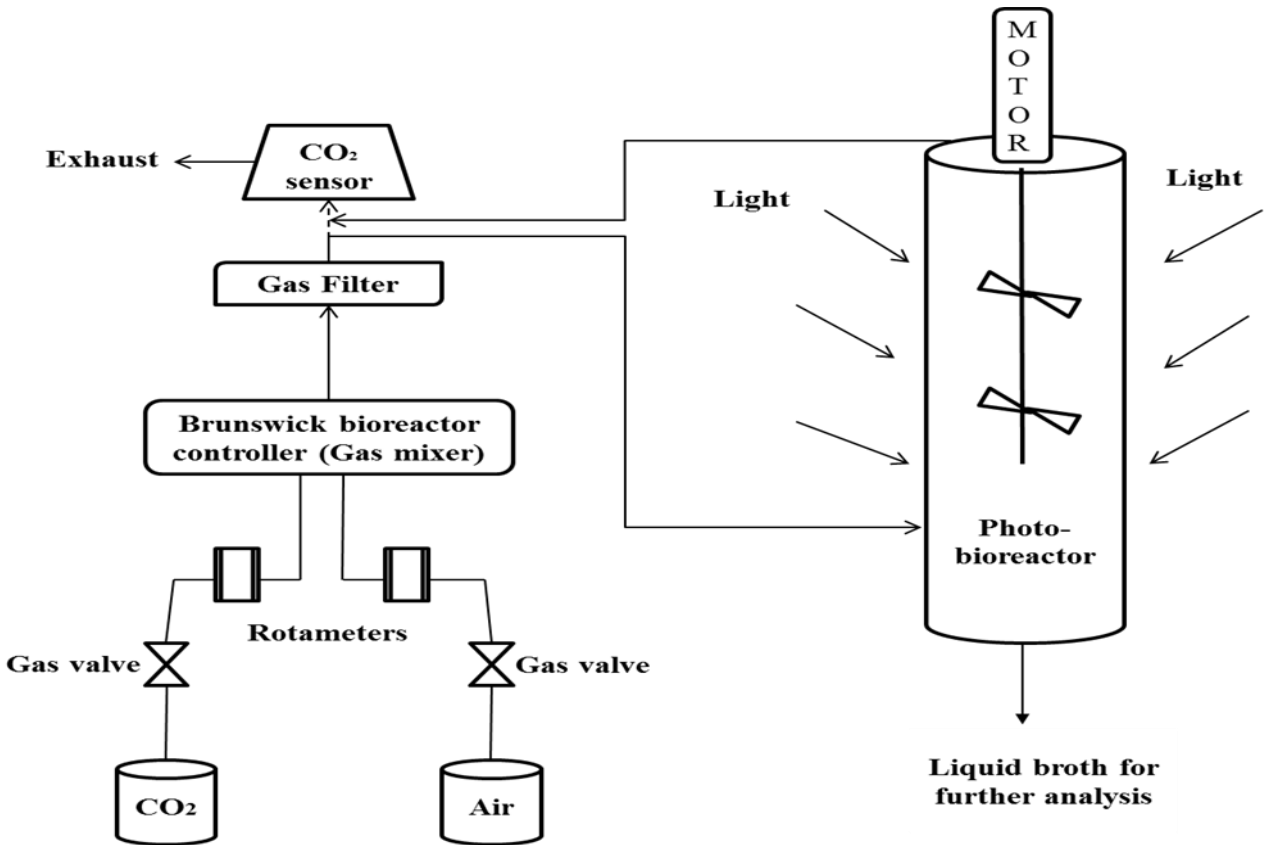 MOTOR
CO₂
sensor
Exhaust
Light
Light
Gas Filter
Brunswick bioreactor
controller (Gas mixer)
Photo-
bioreactor
Rotameters
Gas valve
Gas valve
CO₂
Air
Liquid broth for
further analysis